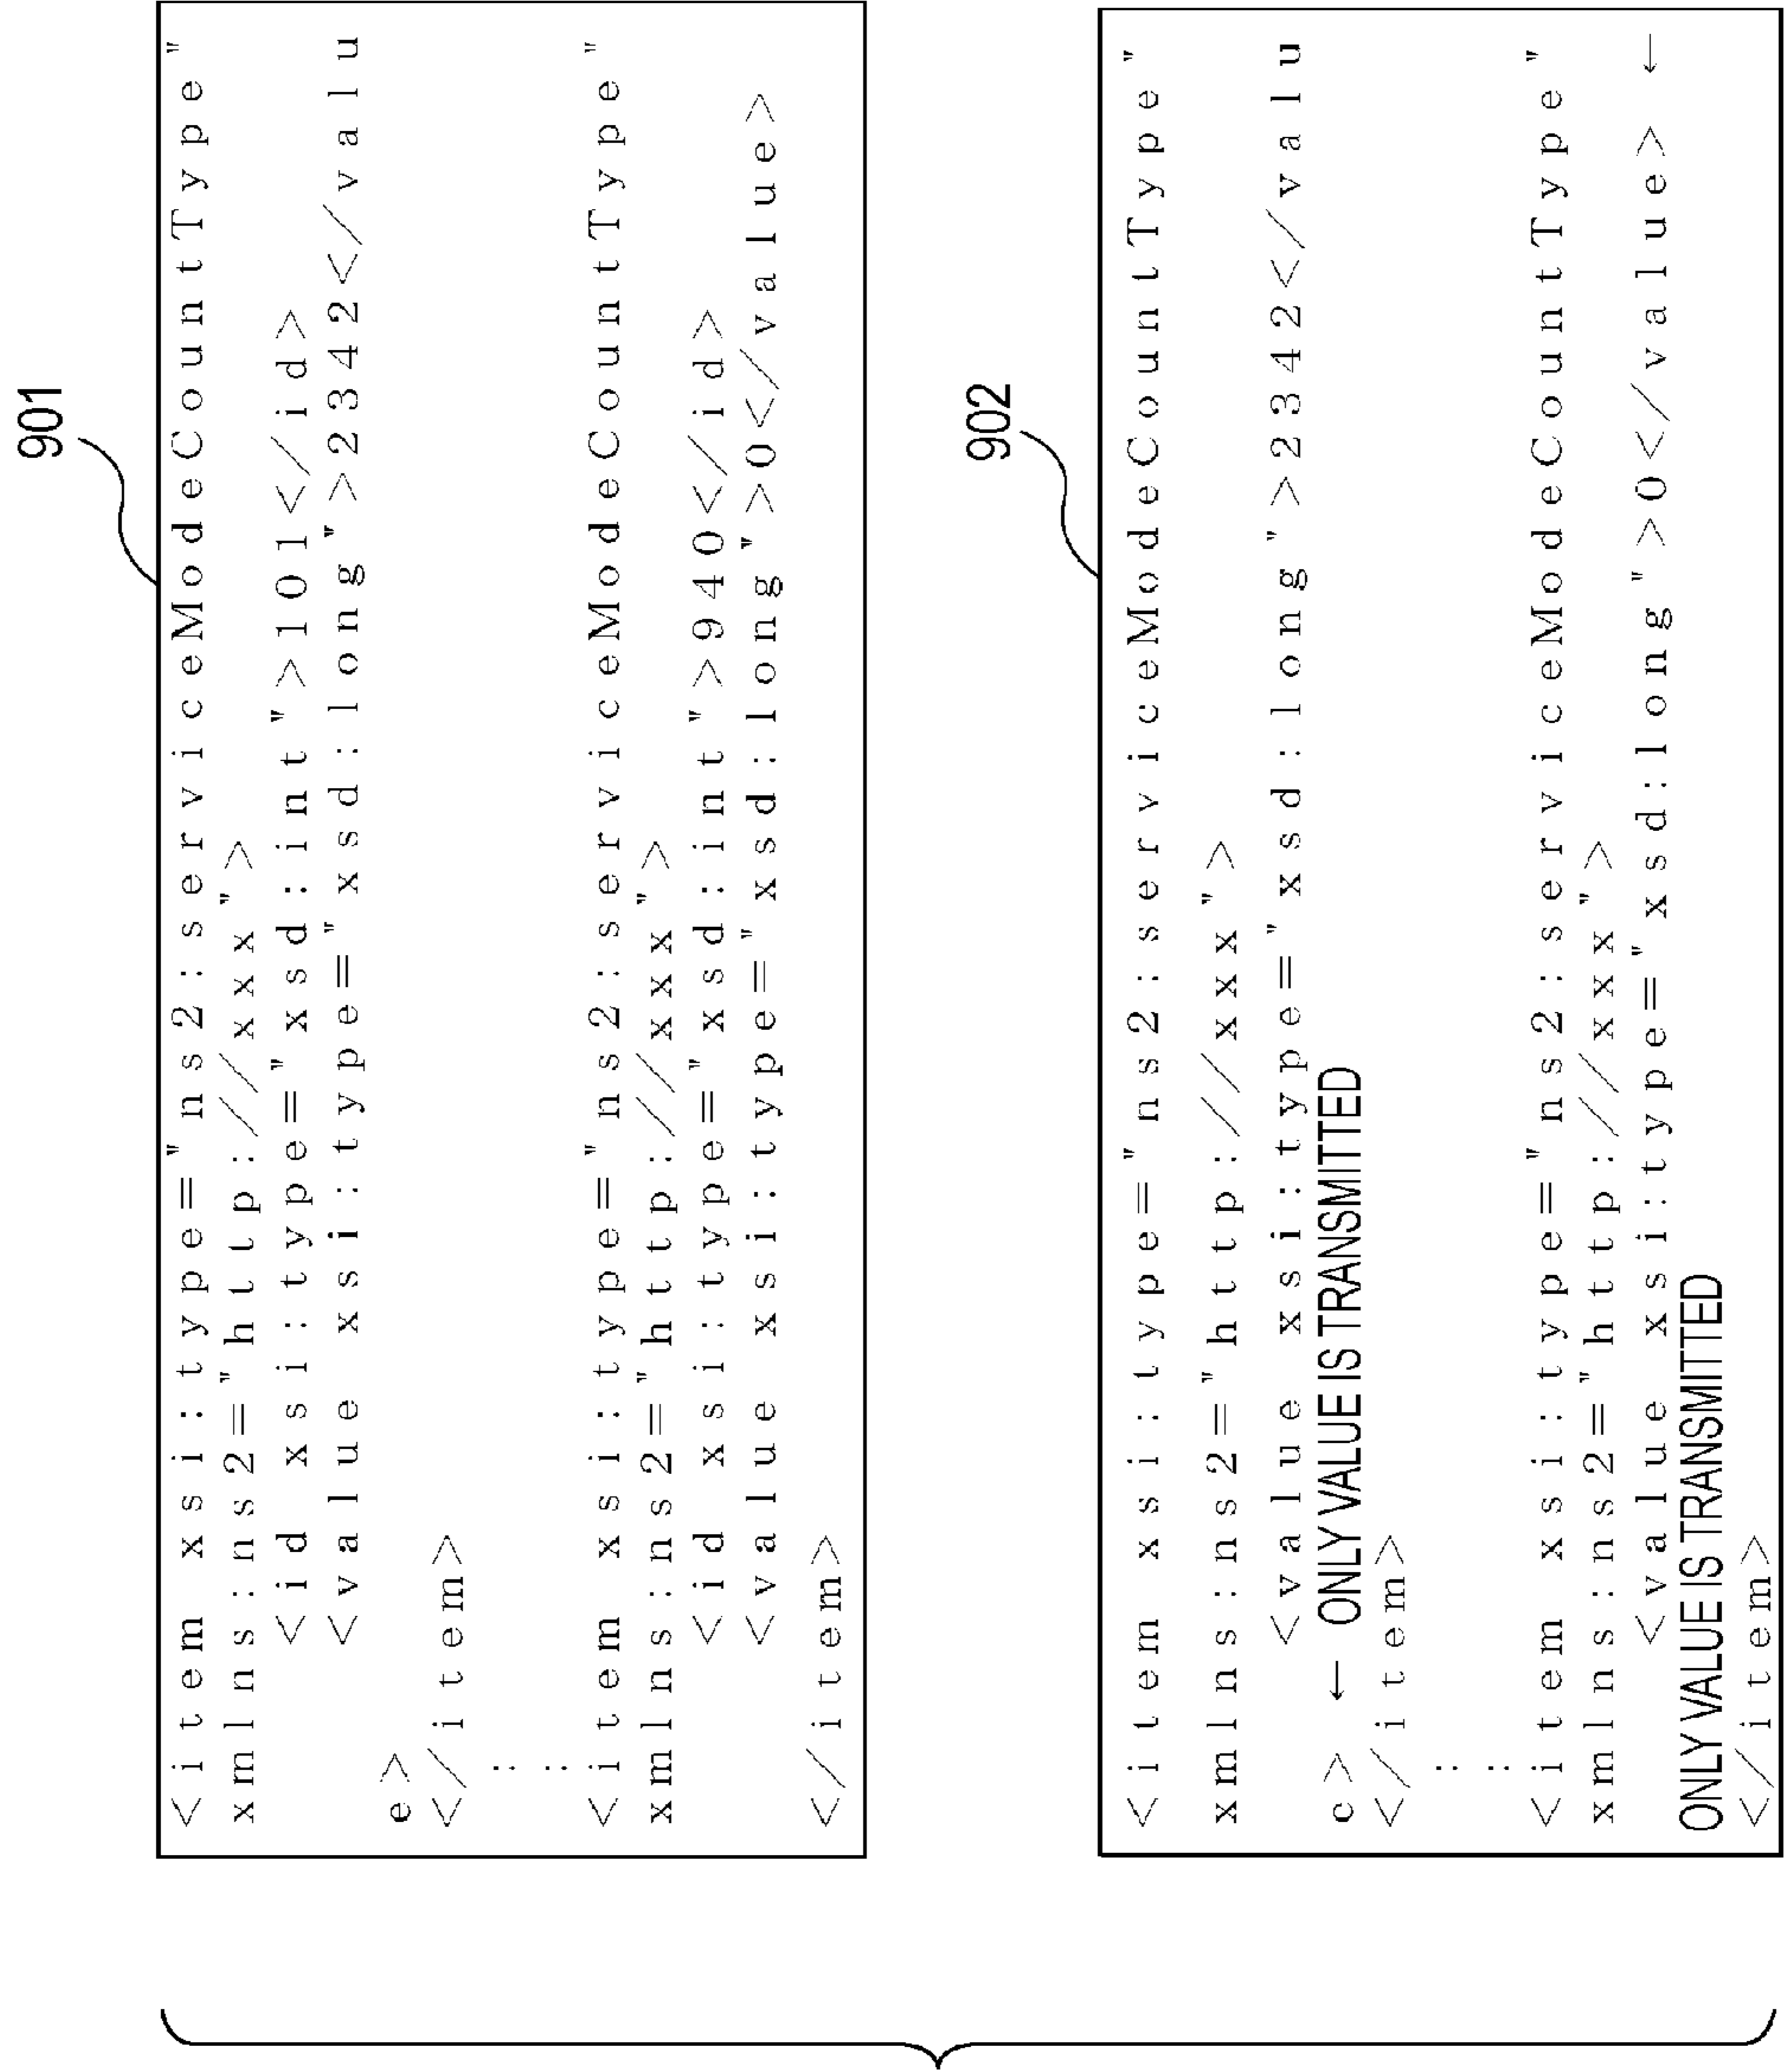 901
<item xsi:type="ns2:serviceModeCountType"
xmlns:ns2="http://xxx">
<id xsi:type="xsd:int">101</id>
<value xsi:type="xsd:long">2342</valu
e>
</item>
:
:
<item xsi:type="ns2:serviceModeCountType"
xmlns:ns2="http://xxx">
<id xsi:type="xsd:int">940</id>
<value xsi:type="xsd:long">0</value>
</item>
902
<item xsi:type="ns2:serviceModeCountType"
xmlns:ns2="http://xxx">
<value xsi:type="xsd:long">2342</valu
e> ← ONLY VALUE IS TRANSMITTED
</item>
:
:
<item xsi:type="ns2:serviceModeCountType"
xmlns:ns2="http://xxx">
<value xsi:type="xsd:long">0</value> ←
ONLY VALUE IS TRANSMITTED
</item>